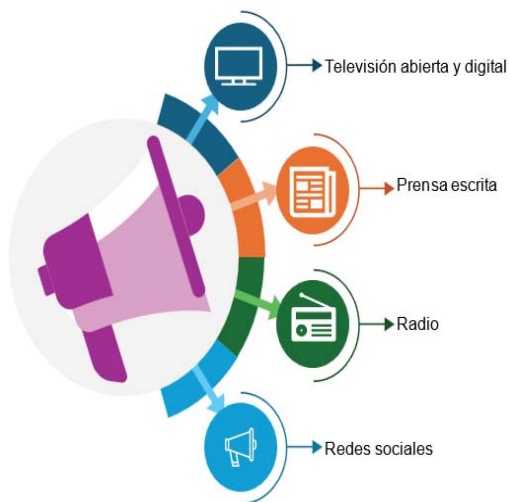 Televisión abierta y digital
Prensa escrita
Radio
Redes sociales